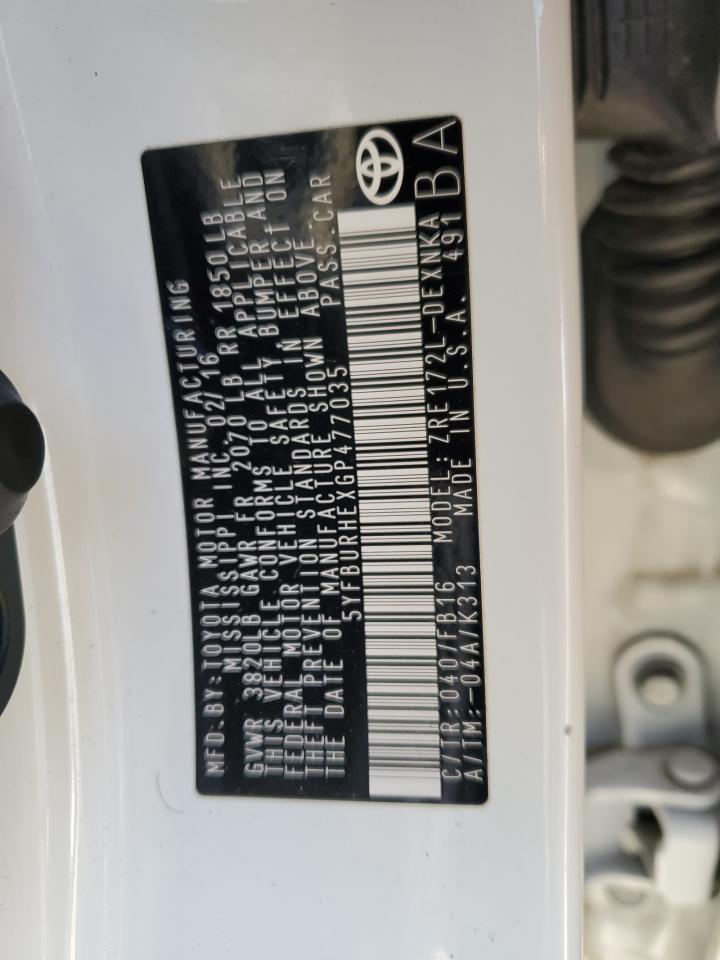 MFD. BY: TOYOTA MOTOR MANUFACTURING
MISSISSIPPI INC. 02/16
GVWR 3820LB GAWR FR 2070 LB RR 1850LB
THIS VEHICLE CONFORMS TO ALL APPLICABLE
FEDERAL MOTOR VEHICLE SAFETY, BUMPER AND
THEFT PREVENTION STANDARDS IN EFFECT ON
THE DATE OF MANUFACTURE SHOWN ABOVE.
5YFBURHEXGP477035 PASS. CAR
C/TR: 040/FB16 MODEL: ZRE172L-DEXNKA
A/TM:-04A/K313 MADE IN U.S.A. 491 BA